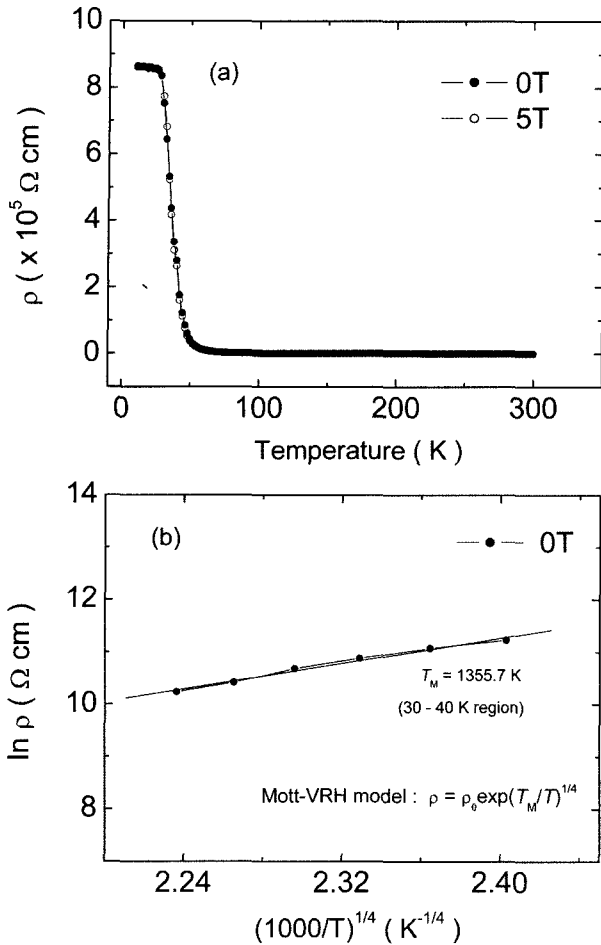 10
8
6
4
2
0
ρ ( x 10⁵ Ω cm )
(a)
0T
5T
0 100 200 300
Temperature ( K )
14
12
10
8
ln ρ ( Ω cm )
(b)
0T
T_M = 1355.7 K
(30 - 40 K region)
Mott-VRH model : ρ = ρ₀exp(T_M/T)^1/4
2.24 2.32 2.40
(1000/T)^1/4 ( K^-1/4 )